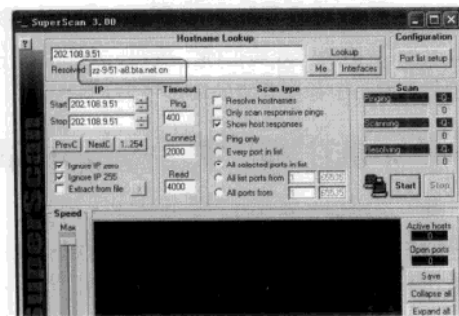 SuperScan 3.00
Hostname Lookup
Configuration
202.108.9.51
Lookup
Port list setup
Resolved zz-9-51-a8.bta.net.cn
Me
Interfaces
IP
Timeout
Scan type
Scan
Start 202.108.9.51
Ping
Resolve hostnames
Pinging
0
Only scan responsive pings
0
Stop 202.108.9.51
400
Show host responses
Scanning
0
Ping only
0
PrevC
NextC
1..254
Connect
Every port in list
Resolving
0
2000
All selected ports in list
0
Ignore IP zero
Ignore IP 255
Read
All list ports from
65535
Start
Stop
Extract from file
4000
All ports from
65535
Speed
Max
Active hosts
0
Open ports
0
Save
Collapse all
Expand all
SuperScan